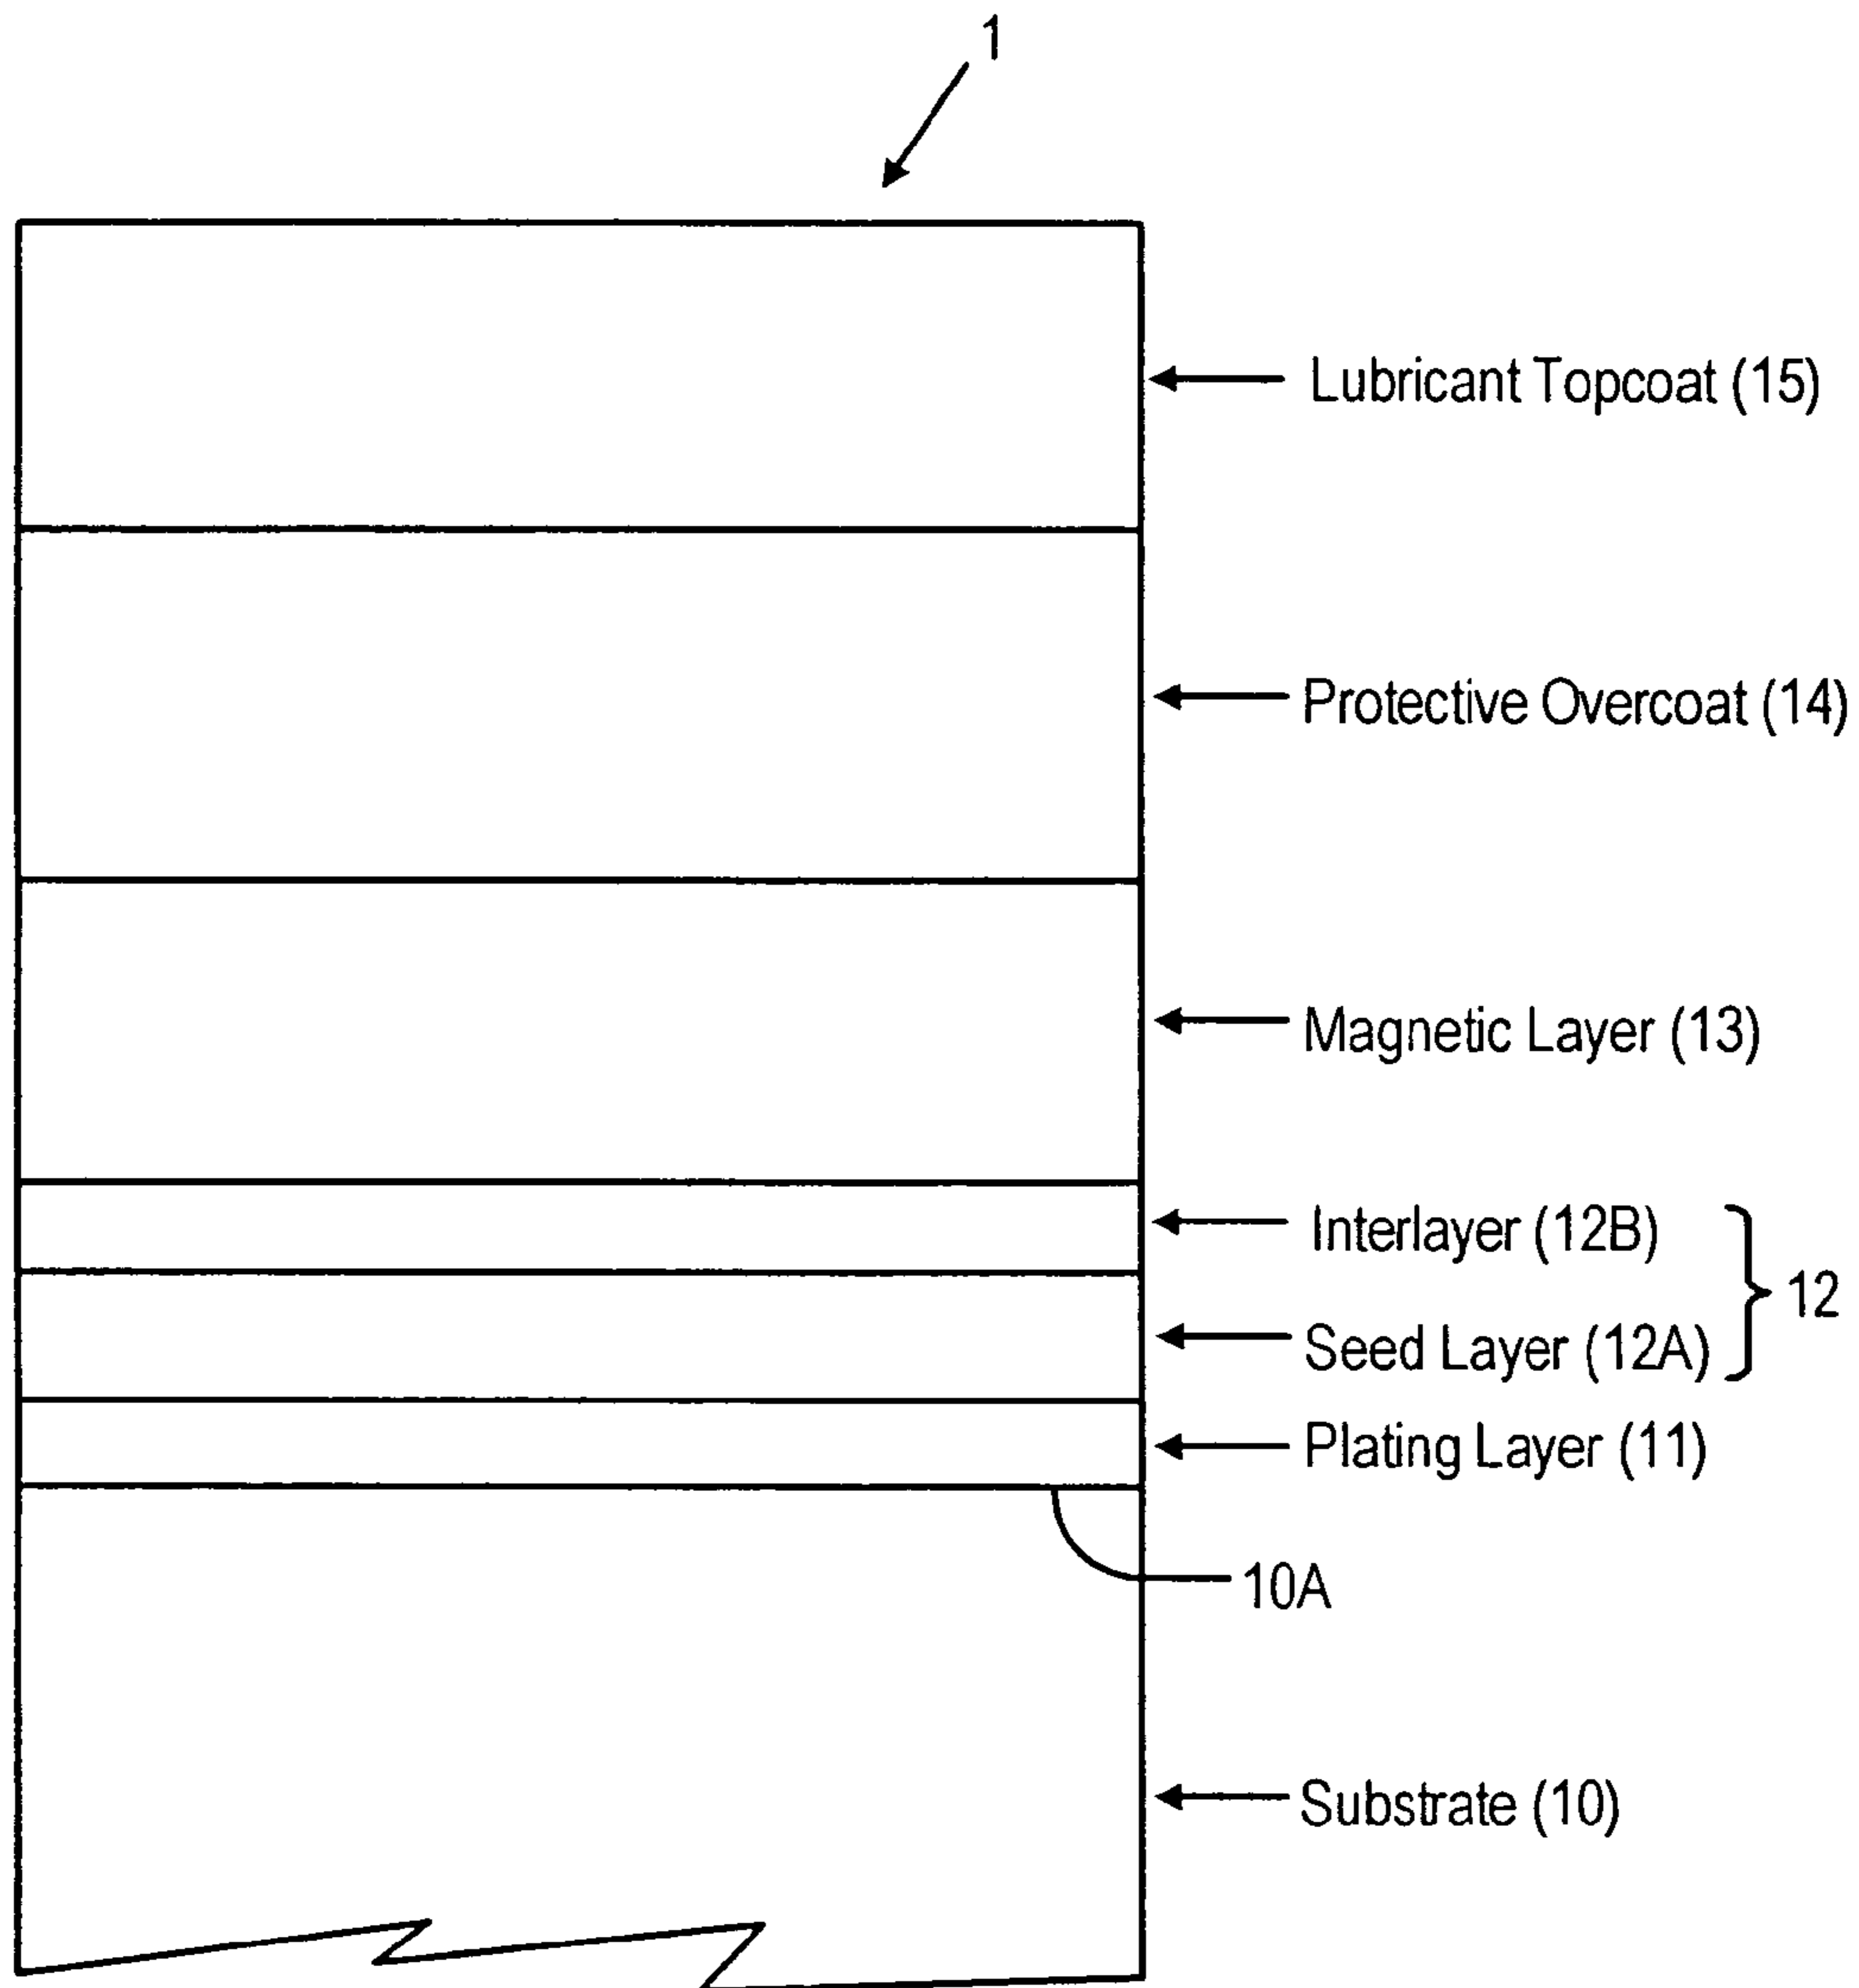 1
Lubricant Topcoat (15)
Protective Overcoat (14)
Magnetic Layer (13)
Interlayer (12B)
12
Seed Layer (12A)
Plating Layer (11)
10A
Substrate (10)